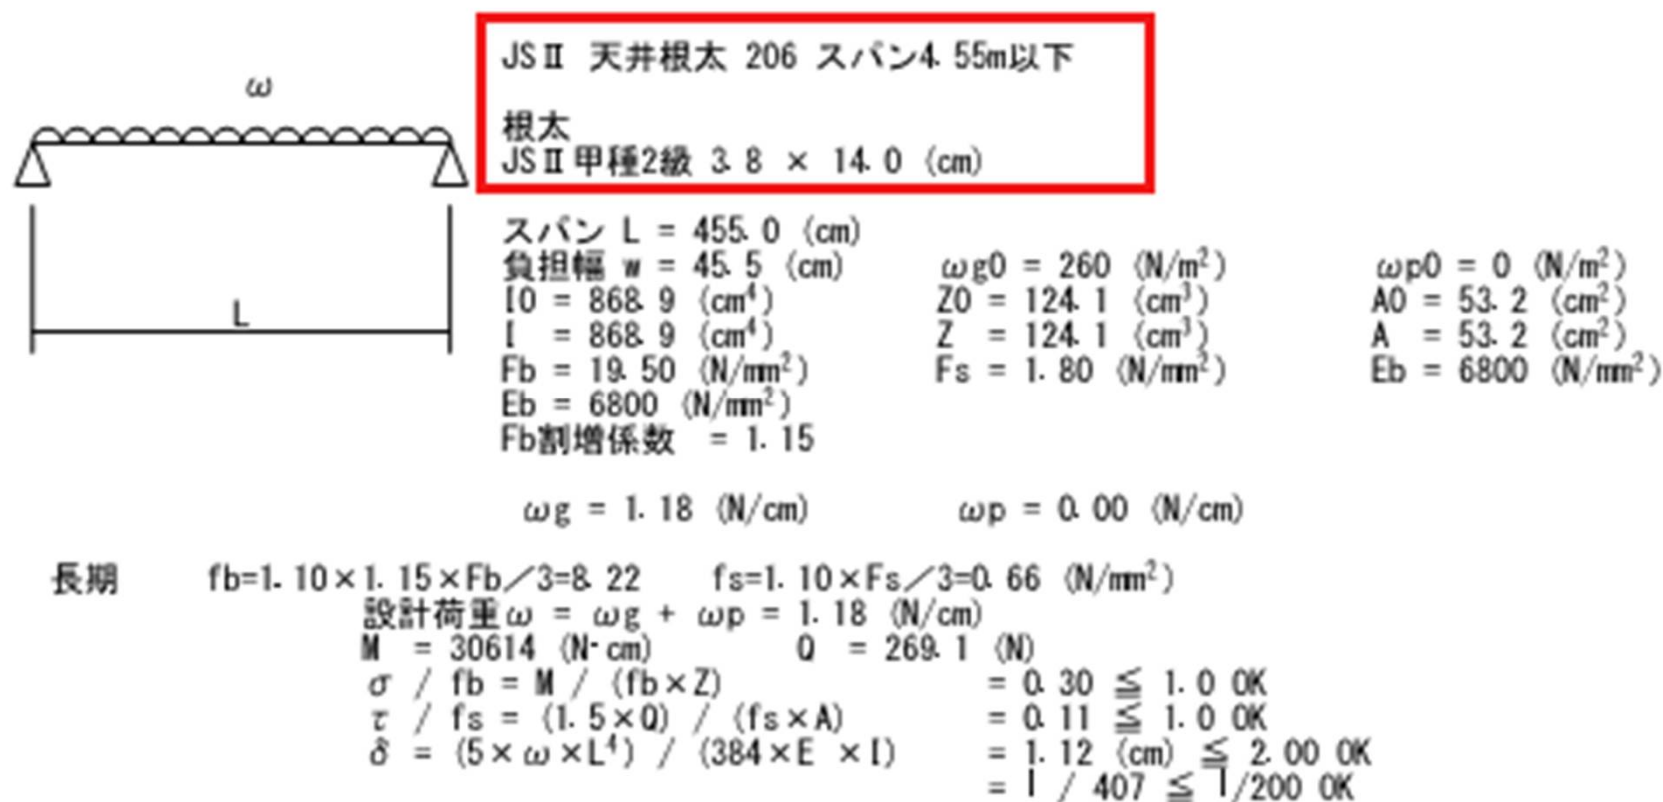 JSⅡ 天井根太 206 スパン4.55m以下
ω
根太
JSⅡ甲種2級 3.8 × 14.0 (cm)
スパン L = 455.0 (cm)
負担幅 w = 45.5 (cm) ωg0 = 260 (N/m²) ωp0 = 0 (N/m²)
I0 = 868.9 (cm⁴) Z0 = 124.1 (cm³) A0 = 53.2 (cm²)
L
I = 868.9 (cm⁴) Z = 124.1 (cm³) A = 53.2 (cm²)
Fb = 19.50 (N/mm²) Fs = 1.80 (N/mm²) Eb = 6800 (N/mm²)
Eb = 6800 (N/mm²)
Fb割増係数 = 1.15
ωg = 1.18 (N/cm) ωp = 0.00 (N/cm)
長期 fb=1.10×1.15×Fb/3=8.22 fs=1.10×Fs/3=0.66 (N/mm²)
設計荷重ω = ωg + ωp = 1.18 (N/cm)
M = 30614 (N·cm) Q = 269.1 (N)
σ / fb = M / (fb×Z) = 0.30 ≦ 1.0 OK
τ / fs = (1.5×Q) / (fs×A) = 0.11 ≦ 1.0 OK
δ = (5×ω×L⁴) / (384×E ×I) = 1.12 (cm) ≦ 2.00 OK
= l / 407 ≦ l/200 OK